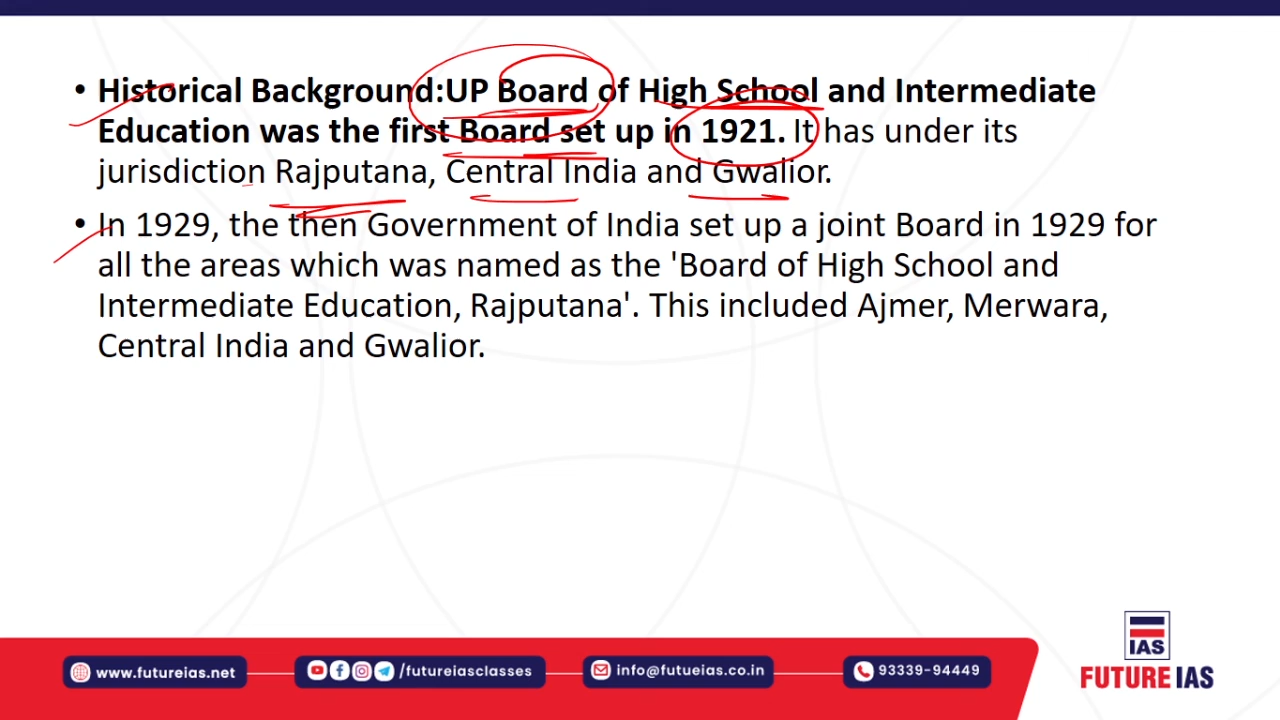 • Historical Background:UP Board of High School and Intermediate
Education was the first Board set up in 1921. It has under its
jurisdiction Rajputana, Central India and Gwalior.
• In 1929, the then Government of India set up a joint Board in 1929 for
all the areas which was named as the 'Board of High School and
Intermediate Education, Rajputana'. This included Ajmer, Merwara,
Central India and Gwalior.
IAS
FUTURE IAS
www.futureias.net
/futureiasclasses
info@futueias.co.in
93339-94449